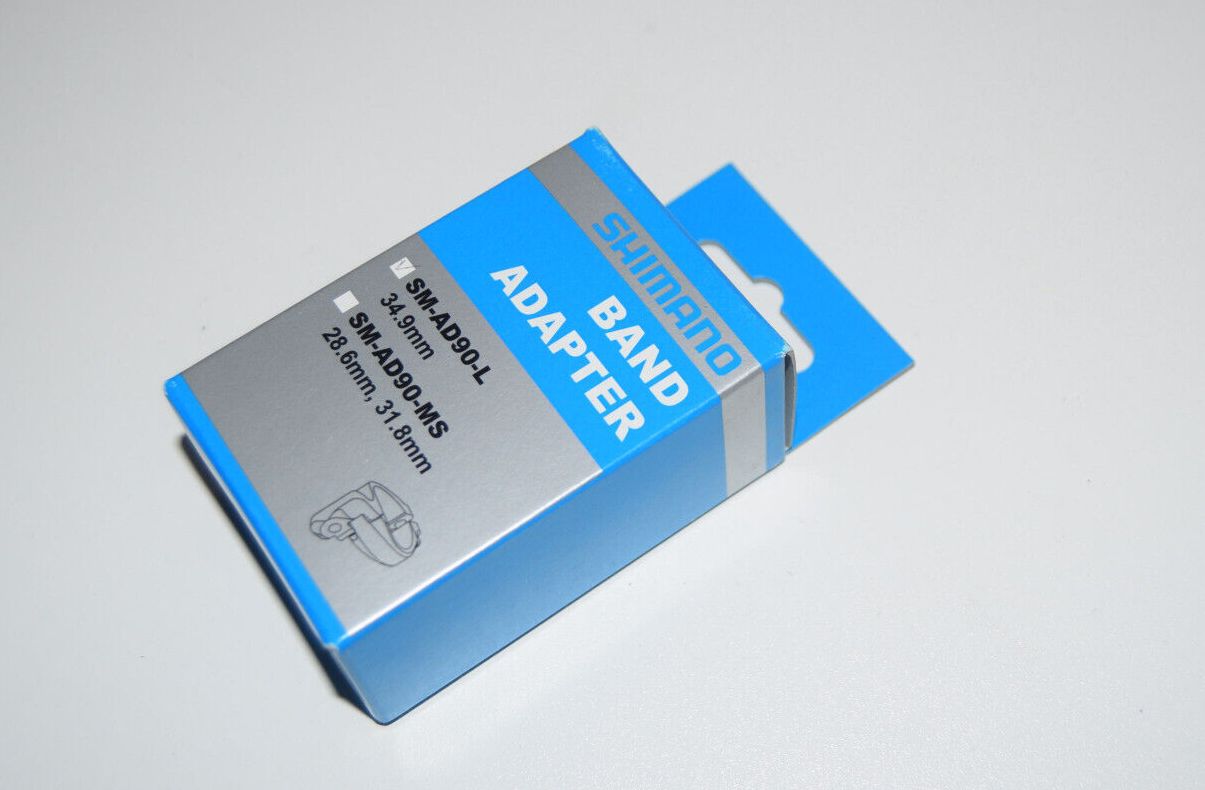 SHIMANO
BAND
ADAPTER
SM-AD90-L
34.9mm
SM-AD90-MS
28.6mm, 31.8mm